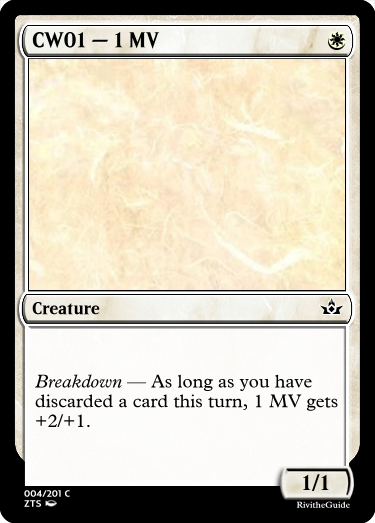 CW01 — 1 MV
Creature
Breakdown — As long as you have
discarded a card this turn, 1 MV gets
+2/+1.
1/1
004/201 C
ZTS
RivitheGuide